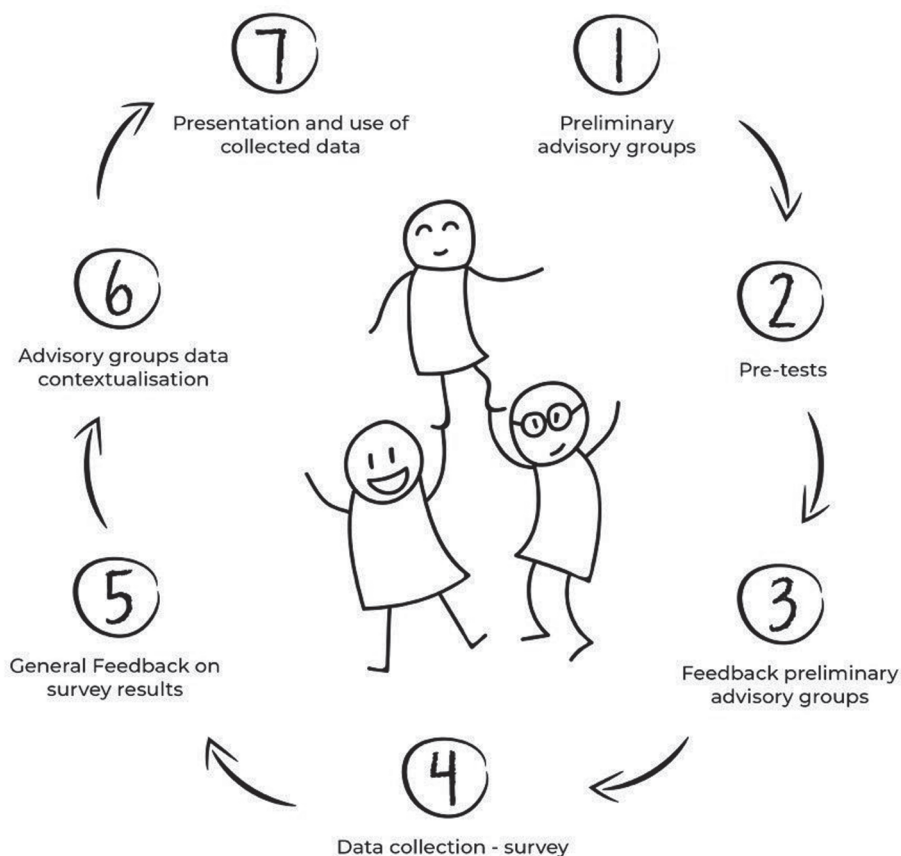 7
Presentation and use of
collected data
1
Preliminary
advisory groups
2
Pre-tests
3
Feedback preliminary
advisory groups
4
Data collection - survey
5
General Feedback on
survey results
6
Advisory groups data
contextualisation